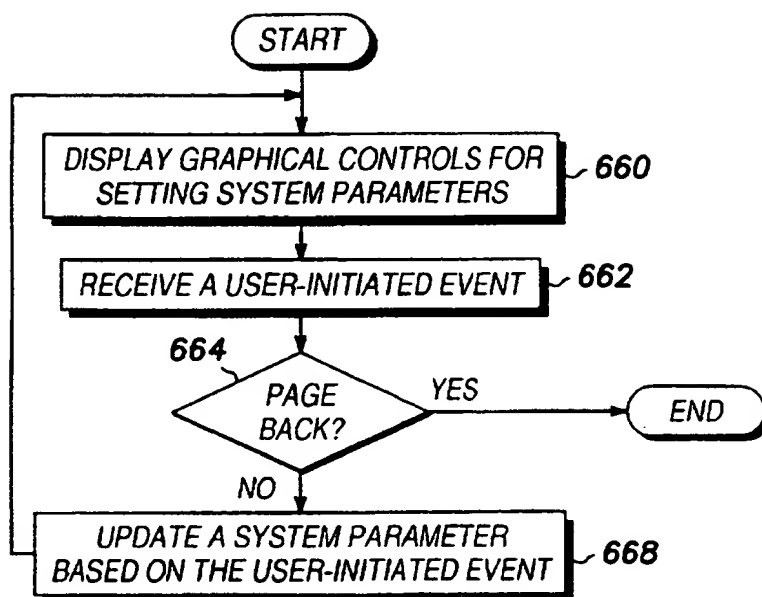 START
DISPLAY GRAPHICAL CONTROLS FOR
SETTING SYSTEM PARAMETERS
660
RECEIVE A USER-INITIATED EVENT
662
664
PAGE
BACK?
YES
END
NO
UPDATE A SYSTEM PARAMETER
BASED ON THE USER-INITIATED EVENT
668